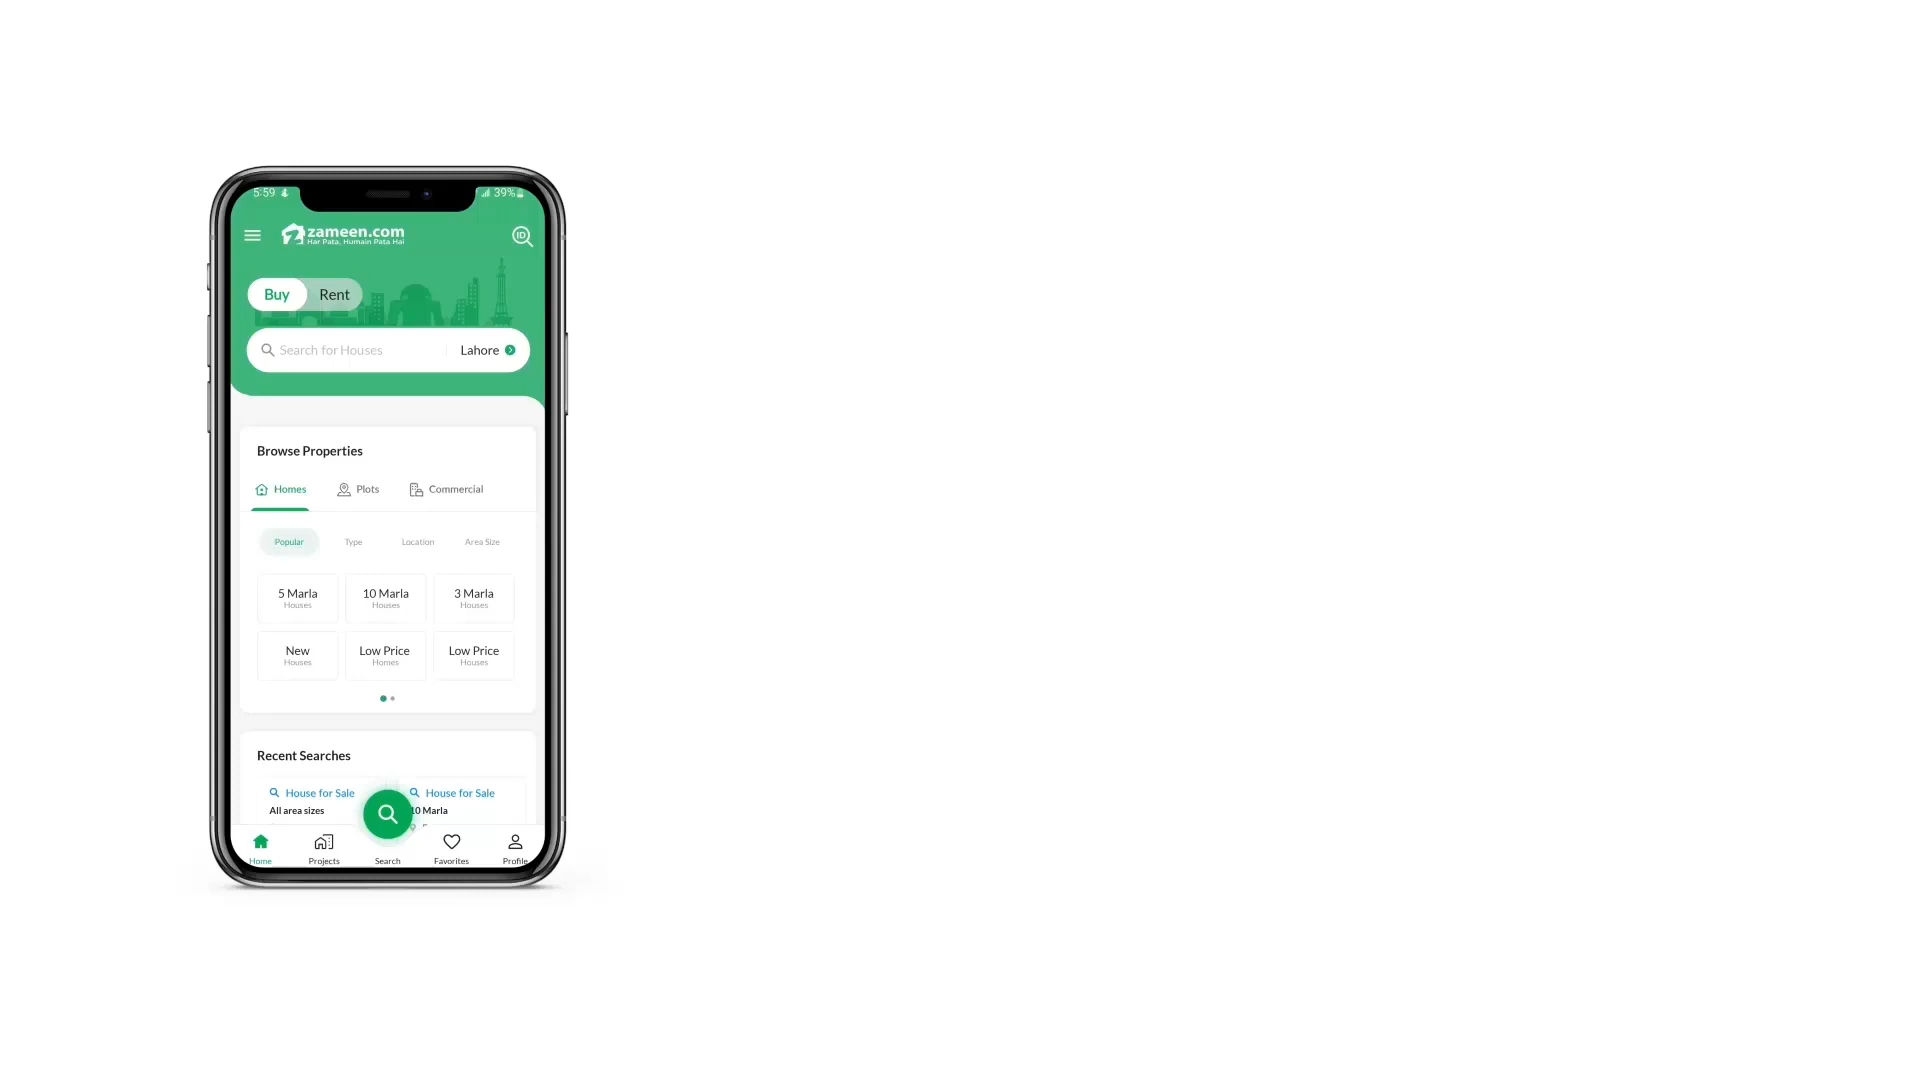 5:59
39%
zameen.com
Har Pata, Humain Pata Hai
ID
Buy
Rent
Search for Houses
Lahore
Browse Properties
Homes
Plots
Commercial
Popular
Type
Location
Area Size
5 Marla
Houses
10 Marla
Houses
3 Marla
Houses
New
Houses
Low Price
Homes
Low Price
Houses
Recent Searches
House for Sale
All area sizes
House for Sale
10 Marla
Home
Projects
Search
Favorites
Profile